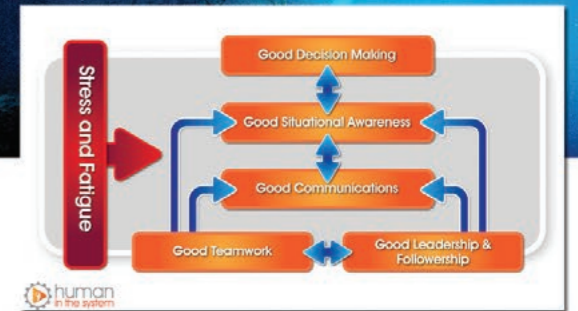 Stress and Fatigue
Good Decision Making
Good Situational Awareness
Good Communications
Good Teamwork
Good Leadership &
Followership
human
in the system